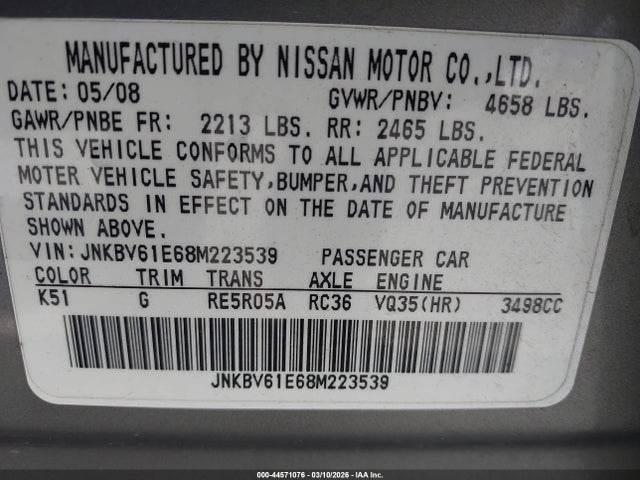 MANUFACTURED BY NISSAN MOTOR CO.,LTD.
DATE: 05/08 GVWR/PNBV: 4658 LBS.
GAWR/PNBE FR: 2213 LBS. RR: 2465 LBS.
THIS VEHICLE CONFORMS TO ALL APPLICABLE FEDERAL
MOTER VEHICLE SAFETY,BUMPER,AND THEFT PREVENTION
STANDARDS IN EFFECT ON THE DATE OF MANUFACTURE
SHOWN ABOVE.
VIN:JNKBV61E68M223539 PASSENGER CAR
COLOR TRIM TRANS AXLE ENGINE
K51 G RE5R05A RC36 VQ35(HR) 3498CC
JNKBV61E68M223539
000-44571076 - 03/10/2026 - IAA Inc.